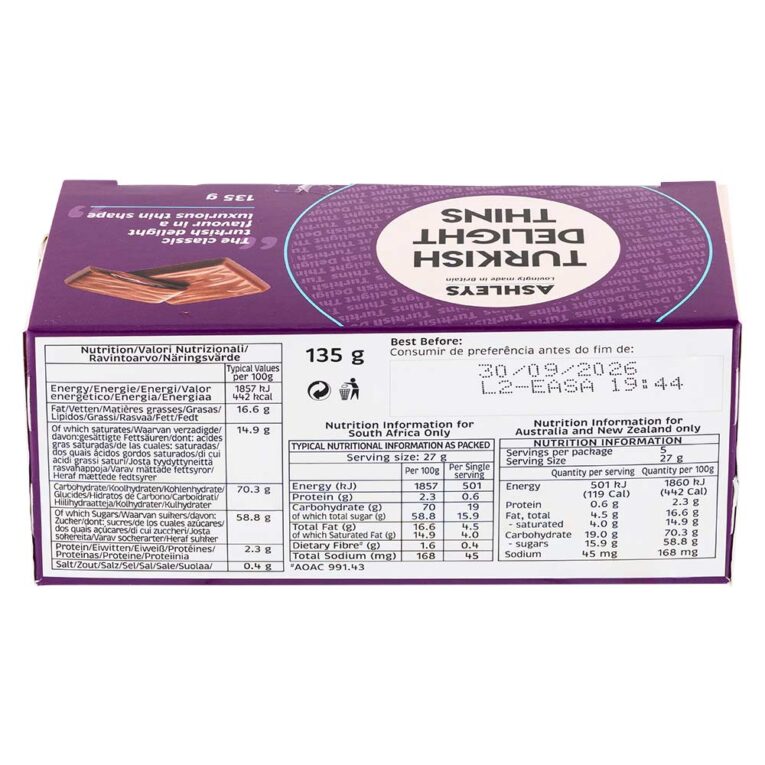 ASHLEYS
Lovingly made in Britain
TURKISH
DELIGHT
THINS
“The classic
turkish delight
flavour in a
luxurious thin shape”
135 g
Nutrition/Valori Nutrizionali/
Ravintoarvo/Näringsvärde
Typical Values
per 100g
Energy/Energie/Energi/Valor
energético/Energia/Energiaa
1857 kJ
442 kcal
Fat/Vetten/Matières grasses/Grasas/
Lipidos/Grassi/Rasvaa/Fett/Fedt
16.6 g
Of which saturates/Waarvan verzadigde/
davon:gesättigte Fettsäuren/dont: acides
gras saturades/de las cuales: saturadas/
dos quais ácidos gordos saturados/di cui
acidi grassi saturi/Josta tyydyttyneittä
rasvahappoja/Varav mättade fettsyror/
Heraf mættede fedtsyrer
14.9 g
Carbohydrate/Koolhydraten/Kohlenhydrate/
Glucides/Hidratos de Carbono/Carboidrati/
Hiilihydraatteja/Kolhydrater/Kulhydrater
70.3 g
Of which Sugars/Waarvan suikers/davon:
Zucker/dont: sucres/de los cuales azúcares/
dos quais azúcares/di cui zuccheri/Josta
sokereita/Varav sockerarter/Heraf suhker
58.8 g
Protein/Eiwitten/Eiweiß/Protéines/
Proteínas/Proteine/Proteiinia
2.3 g
Salt/Zout/Salz/Sel/Sal/Sale/Suolaa/
0.4 g
135 g
Best Before:
Consumir de preferência antes do fim de:
30/09/2026
L2-EASA 19:44
Nutrition Information for
South Africa Only
TYPICAL NUTRITIONAL INFORMATION AS PACKED
Serving size: 27 g
Per 100g Per Single serving
Energy (kJ) 1857 501
Protein (g) 2.3 0.6
Carbohydrate (g) 70 19
of which total sugar (g) 58.8 15.9
Total Fat (g) 16.6 4.5
of which Saturated Fat (g) 14.9 4.0
Dietary Fibre* (g) 1.6 0.4
Total Sodium (mg) 168 45
*AOAC 991.43
Nutrition Information for
Australia and New Zealand only
NUTRITION INFORMATION
Servings per package 5
Serving Size 27 g
Quantity per serving Quantity per 100g
Energy 501 kJ 1860 kJ
(119 Cal) (442 Cal)
Protein 0.6 g 2.3 g
Fat, total 4.5 g 16.6 g
- saturated 4.0 g 14.9 g
Carbohydrate 19.0 g 70.3 g
- sugars 15.9 g 58.8 g
Sodium 45 mg 168 mg